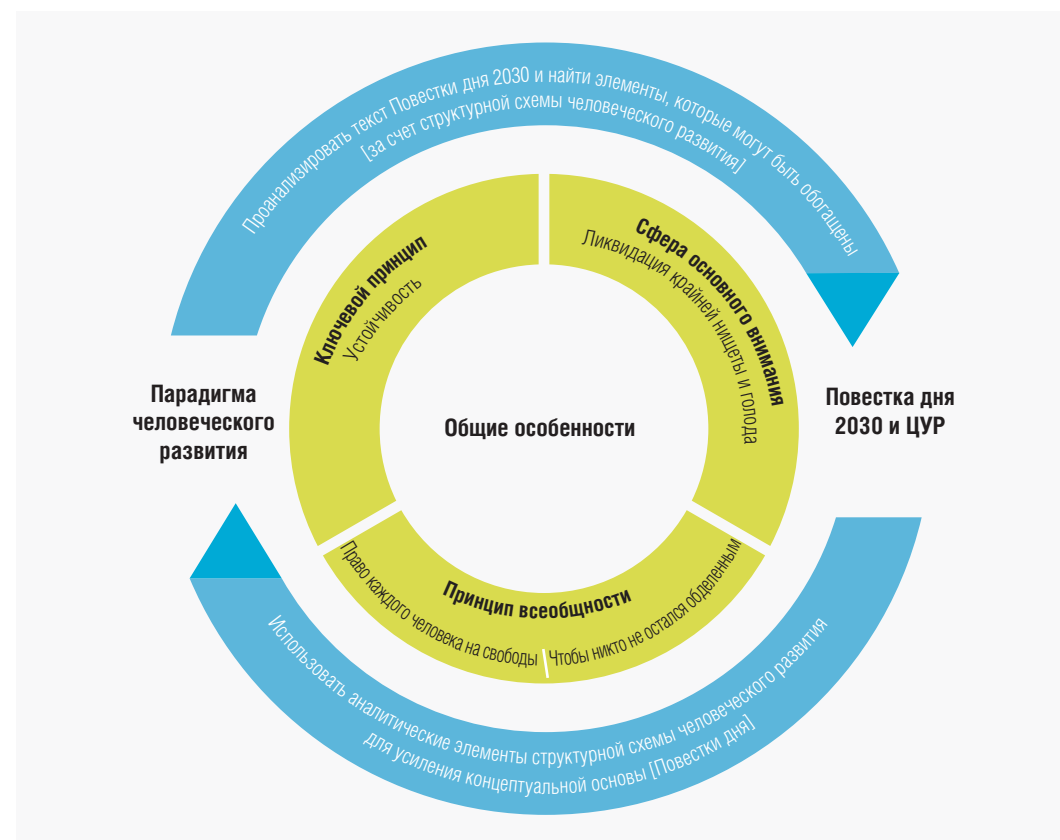 Проанализировать текст Повестки дня 2030 и найти элементы, которые могут быть обогащены
[за счет структурной схемы человеческого развития]
Ключевой принцип
Устойчивость
Сфера основного внимания
Ликвидация крайней нищеты и голода
Парадигма
человеческого
развития
Общие особенности
Повестка дня
2030 и ЦУР
Принцип всеобщности
Право каждого человека на свободы
Чтобы никто не остался обделенным
Использовать аналитические элементы структурной схемы человеческого развития
для усиления концептуальной основы [Повестки дня]